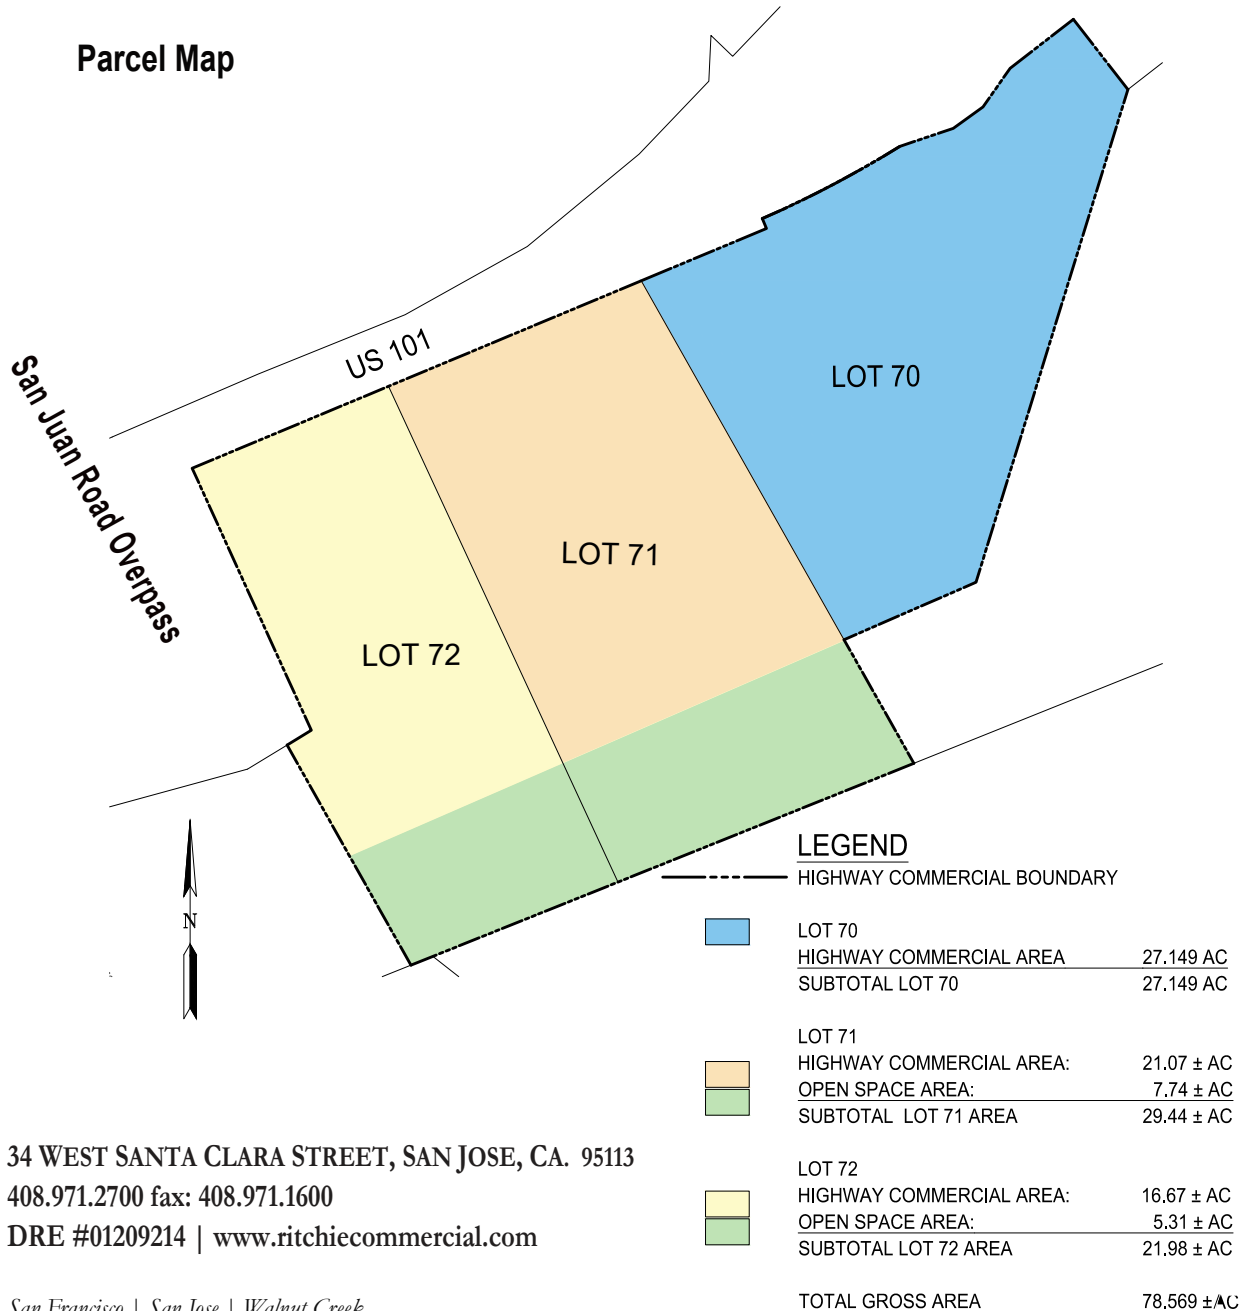 Parcel Map
US 101
San Juan Road Overpass
LOT 70
LOT 71
LOT 72
N
LEGEND
HIGHWAY COMMERCIAL BOUNDARY
LOT 70
HIGHWAY COMMERCIAL AREA 27.149 AC
SUBTOTAL LOT 70 27.149 AC
LOT 71
HIGHWAY COMMERCIAL AREA: 21.07 ± AC
OPEN SPACE AREA: 7.74 ± AC
SUBTOTAL LOT 71 AREA 29.44 ± AC
LOT 72
HIGHWAY COMMERCIAL AREA: 16.67 ± AC
OPEN SPACE AREA: 5.31 ± AC
SUBTOTAL LOT 72 AREA 21.98 ± AC
TOTAL GROSS AREA 78.569 ±AC
34 WEST SANTA CLARA STREET, SAN JOSE, CA. 95113
408.971.2700 fax: 408.971.1600
DRE #01209214 | www.ritchiecommercial.com
San Francisco | San Jose | Walnut Creek